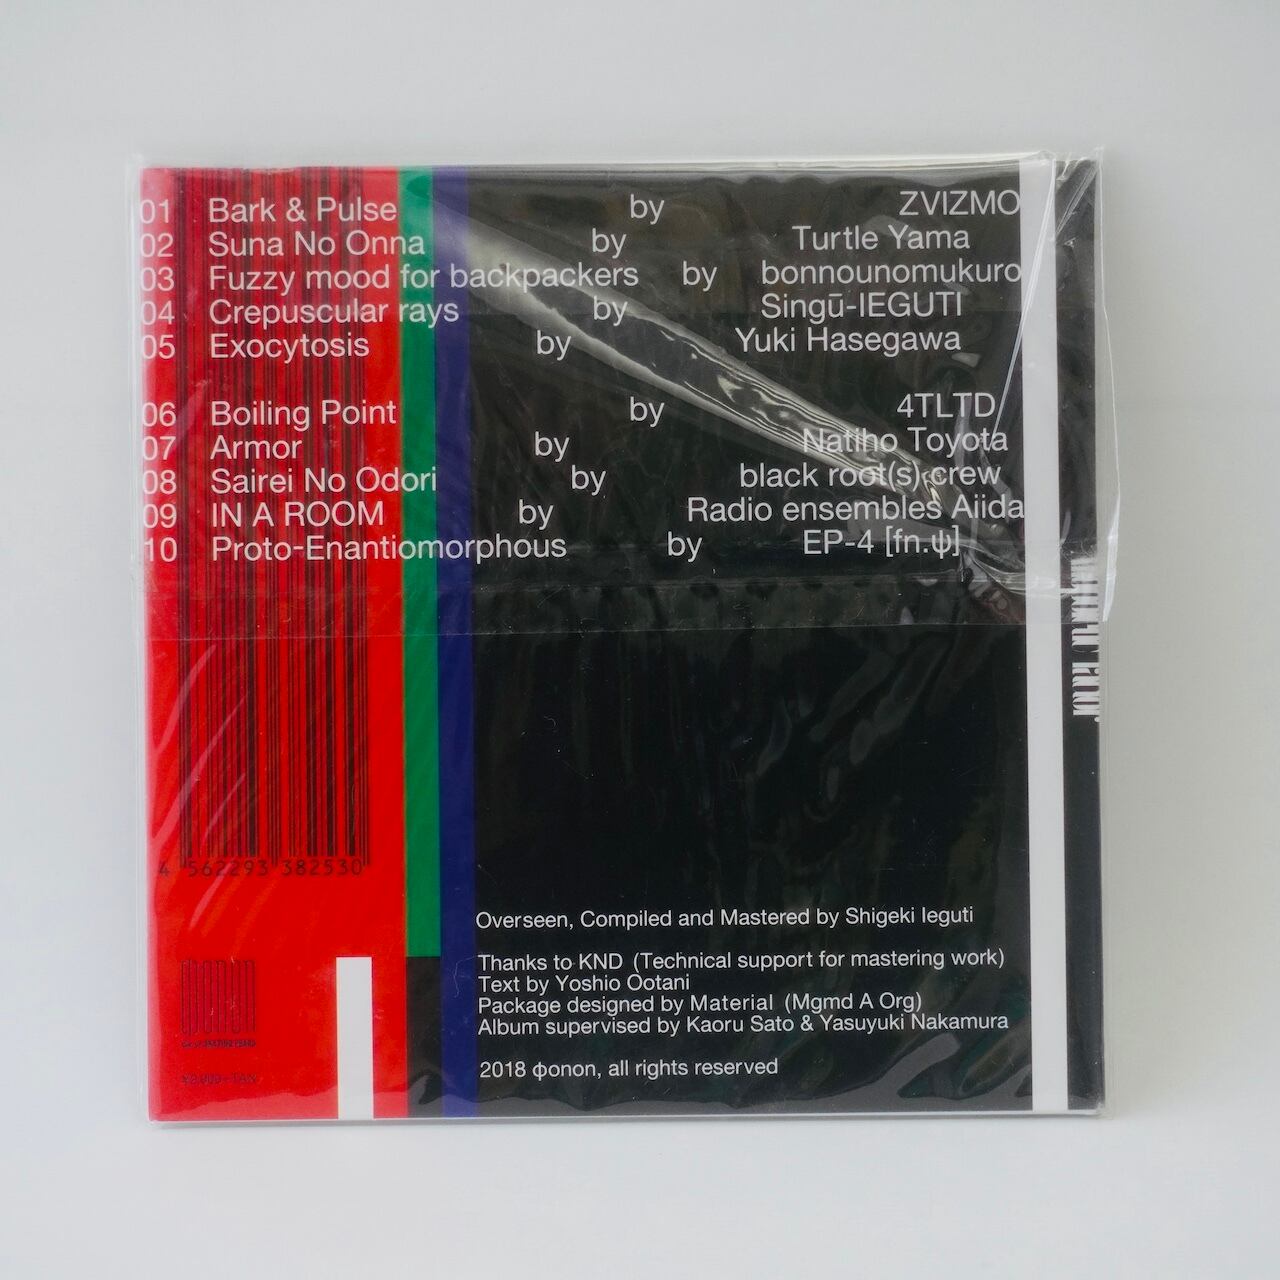 01 Bark & Pulse by ZVIZMO
02 Suna No Onna by Turtle Yama
03 Fuzzy mood for backpackers by bonnounomukuro
04 Crepuscular rays by Singū-IEGUTI
05 Exocytosis by Yuki Hasegawa
06 Boiling Point by 4TLTD
07 Armor by Natiho Toyota
08 Sairei No Odori by black root(s) crew
09 IN A ROOM by Radio ensembles Aiida
10 Proto-Enantiomorphous by EP-4 [fn.ψ]
4 562293 382530
Overseen, Compiled and Mastered by Shigeki Ieguti
Thanks to KND (Technical support for mastering work)
Text by Yoshio Ootani
Package designed by Material (Mgmd A Org)
Album supervised by Kaoru Sato & Yasuyuki Nakamura
2018 φonon, all rights reserved
φonon
¥2,000+TAX